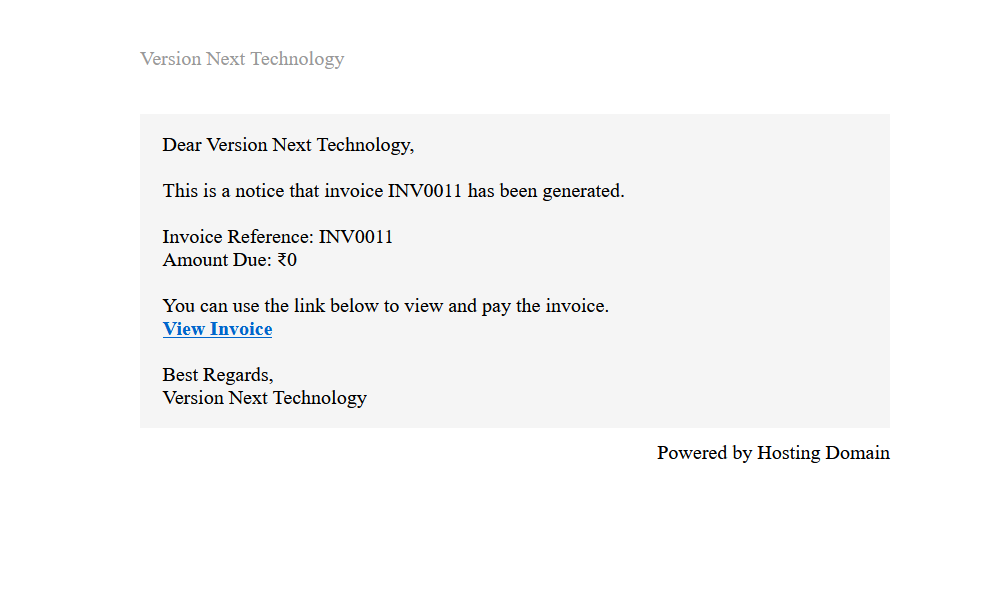 Version Next Technology
Dear Version Next Technology,
This is a notice that invoice INV0011 has been generated.
Invoice Reference: INV0011
Amount Due: ₹0
You can use the link below to view and pay the invoice.
View Invoice
Best Regards,
Version Next Technology
Powered by Hosting Domain